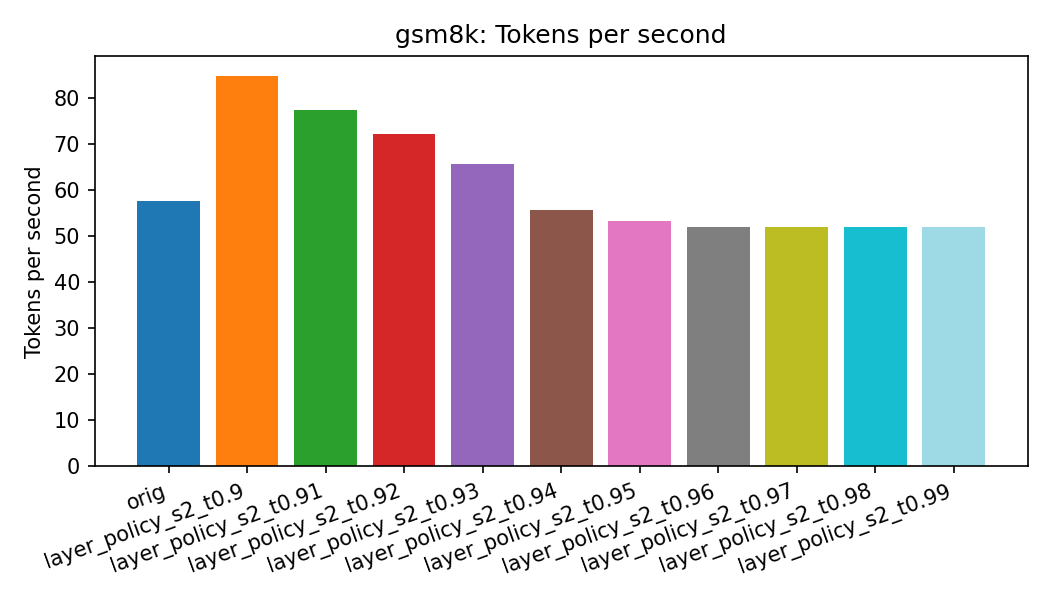 gsm8k: Tokens per second
Tokens per second
80
70
60
50
40
30
20
10
0
orig
layer_policy_s2_t0.9
layer_policy_s2_t0.91
layer_policy_s2_t0.92
layer_policy_s2_t0.93
layer_policy_s2_t0.94
layer_policy_s2_t0.95
layer_policy_s2_t0.96
layer_policy_s2_t0.97
layer_policy_s2_t0.98
layer_policy_s2_t0.99